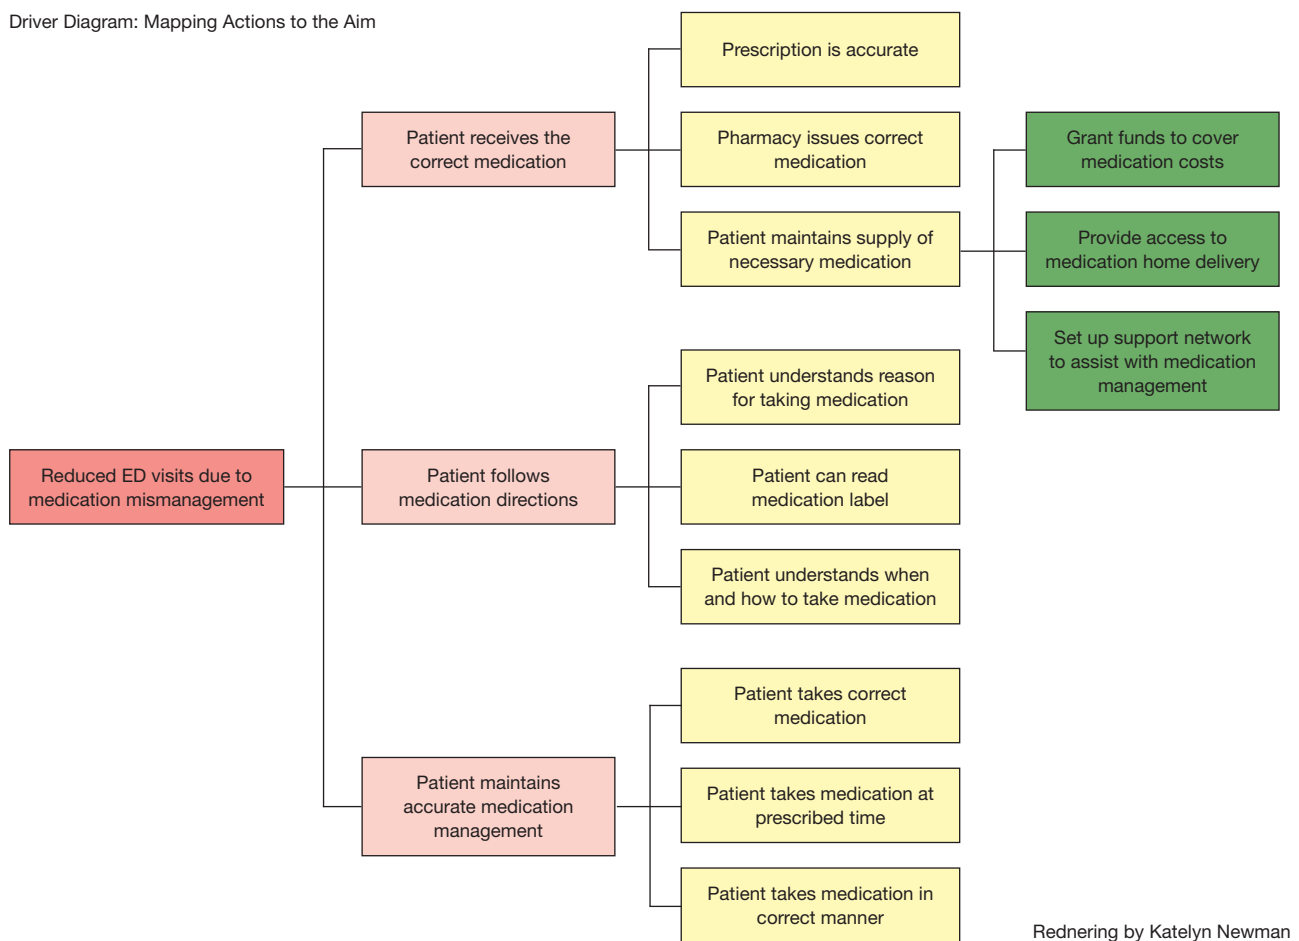 Driver Diagram: Mapping Actions to the Aim
Prescription is accurate
Patient receives the
correct medication
Pharmacy issues correct
medication
Grant funds to cover
medication costs
Patient maintains supply of
necessary medication
Provide access to
medication home delivery
Set up support network
to assist with medication
management
Patient understands reason
for taking medication
Reduced ED visits due to
medication mismanagement
Patient follows
medication directions
Patient can read
medication label
Patient understands when
and how to take medication
Patient takes correct
medication
Patient maintains
accurate medication
management
Patient takes medication at
prescribed time
Patient takes medication in
correct manner
Rednering by Katelyn Newman